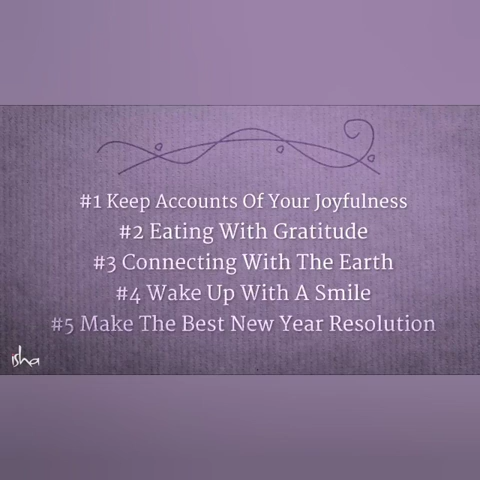 #1 Keep Accounts Of Your Joyfulness
#2 Eating With Gratitude
#3 Connecting With The Earth
#4 Wake Up With A Smile
#5 Make The Best New Year Resolution
isha